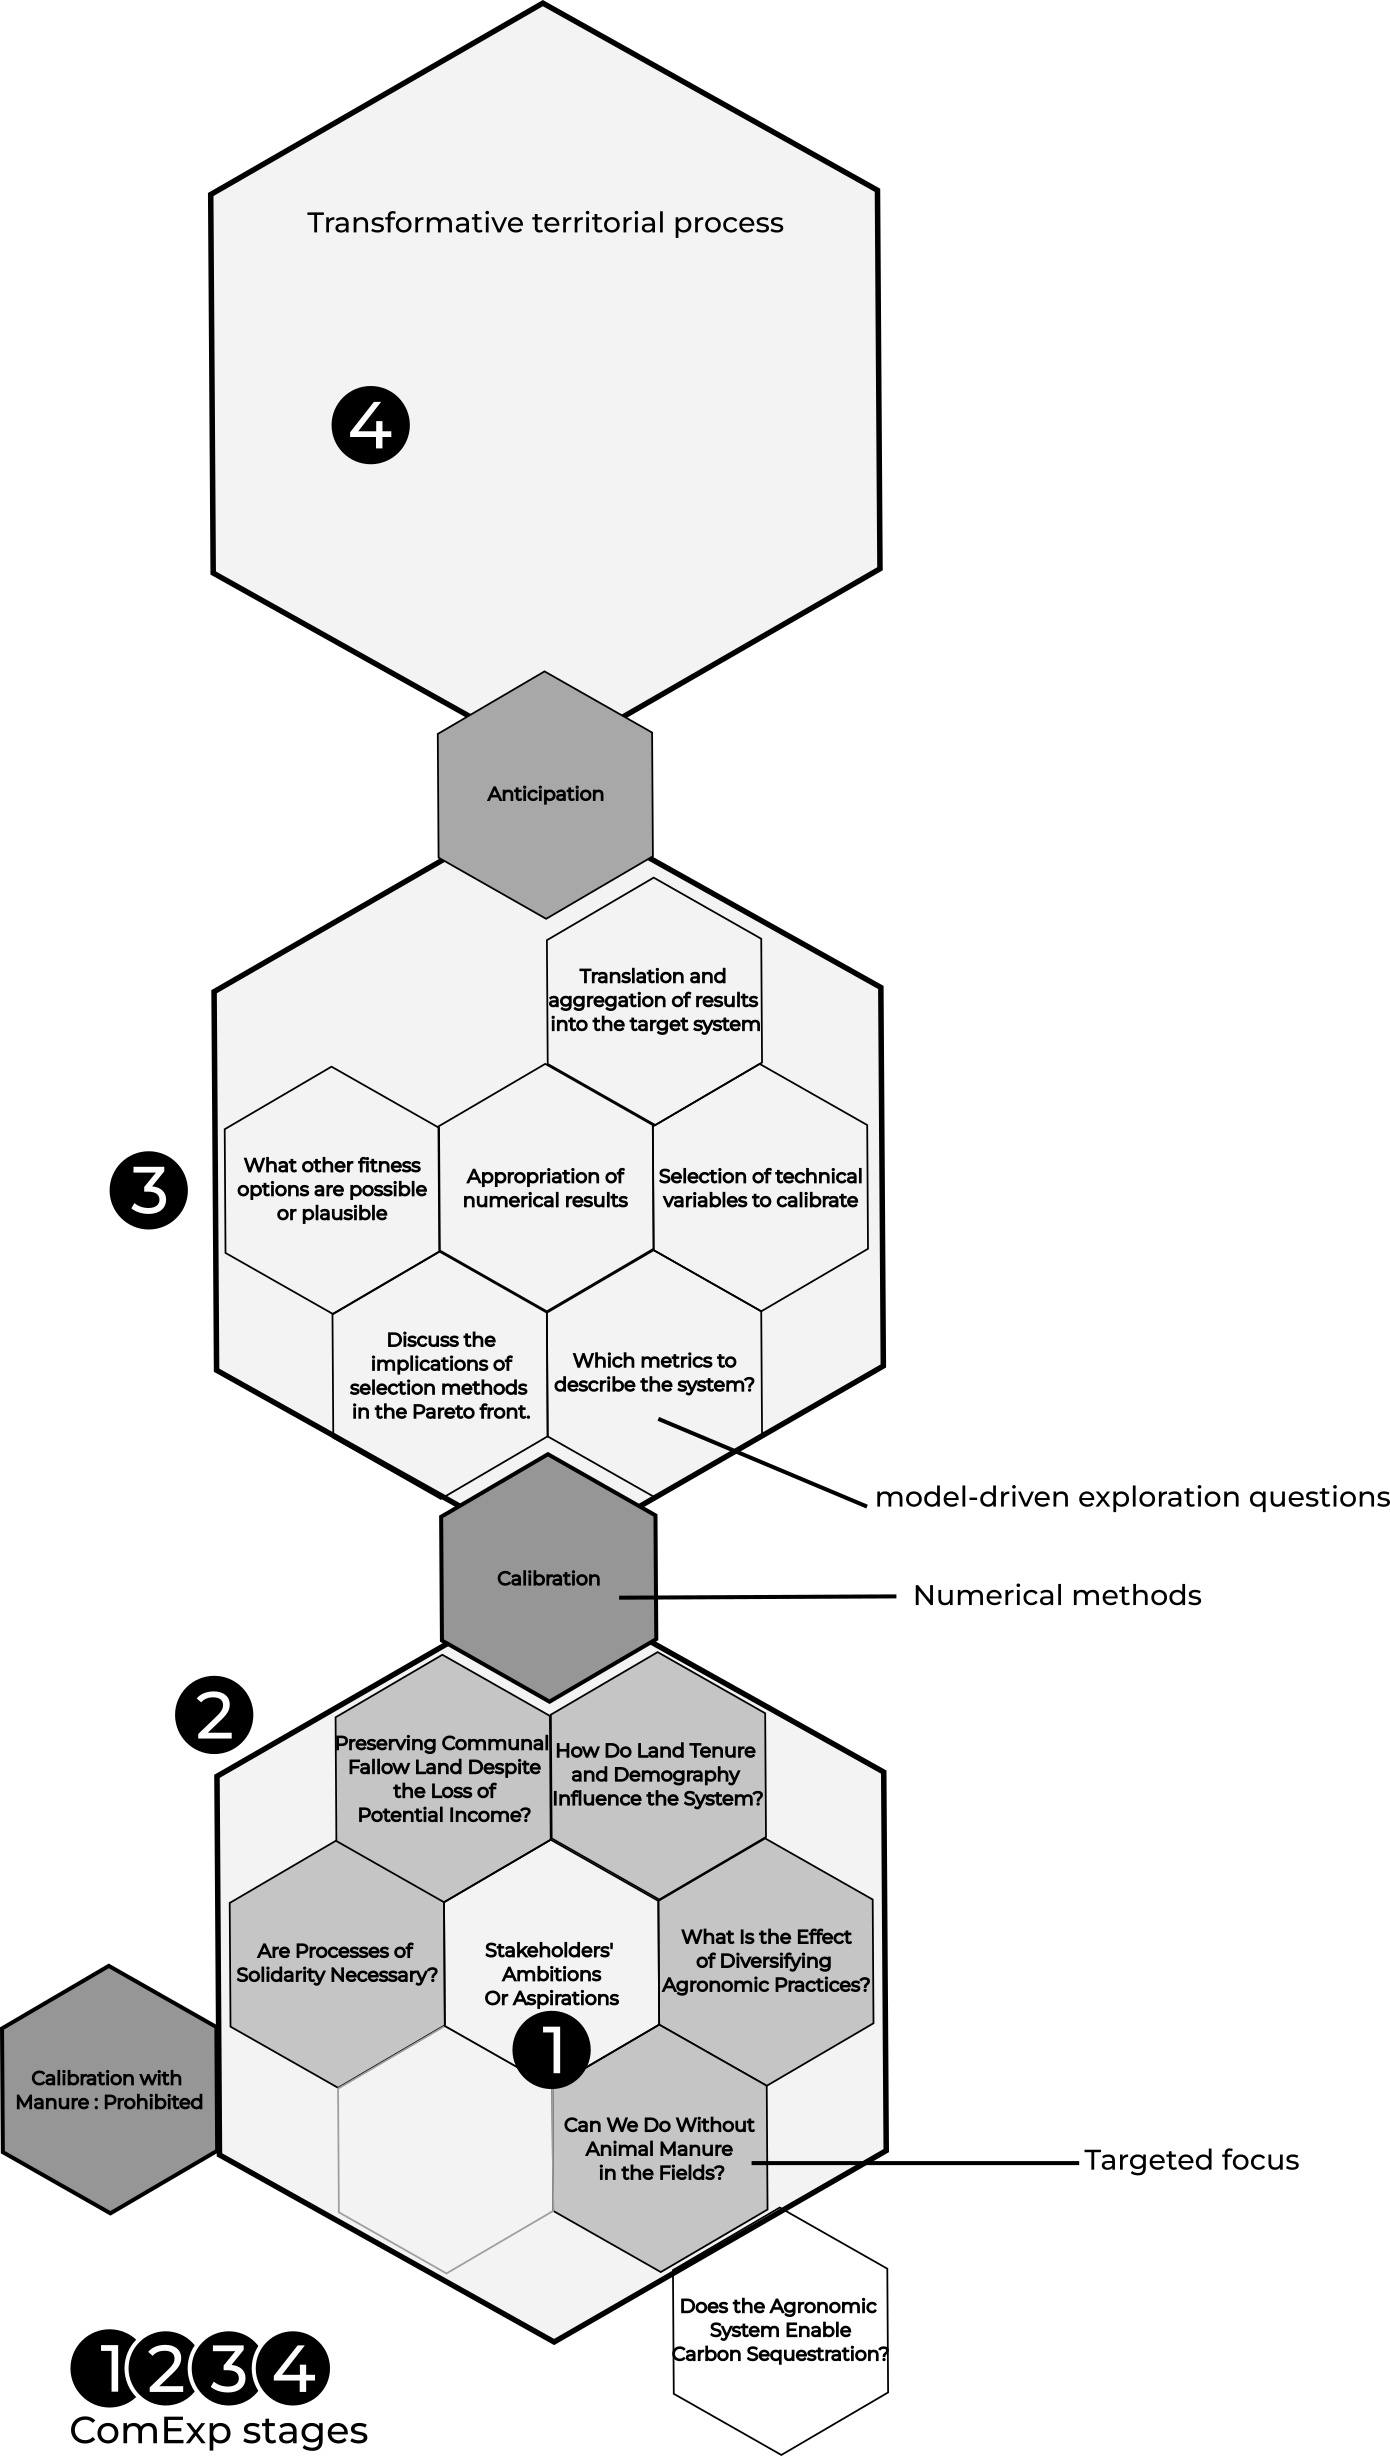 Transformative territorial process
4
Anticipation
Translation and
aggregation of results
into the target system
What other fitness
options are possible
or plausible
Appropriation of
numerical results
Selection of technical
variables to calibrate
3
Discuss the
implications of
selection methods
in the Pareto front.
Which metrics to
describe the system?
model-driven exploration questions
Calibration
Numerical methods
2
Preserving Communal
Fallow Land Despite
the Loss of
Potential Income?
How Do Land Tenure
and Demography
Influence the System?
Are Processes of
Solidarity Necessary?
Stakeholders'
Ambitions
Or Aspirations
1
What Is the Effect
of Diversifying
Agronomic Practices?
Calibration with
Manure : Prohibited
Can We Do Without
Animal Manure
in the Fields?
Targeted focus
Does the Agronomic
System Enable
Carbon Sequestration?
1 2 3 4
ComExp stages